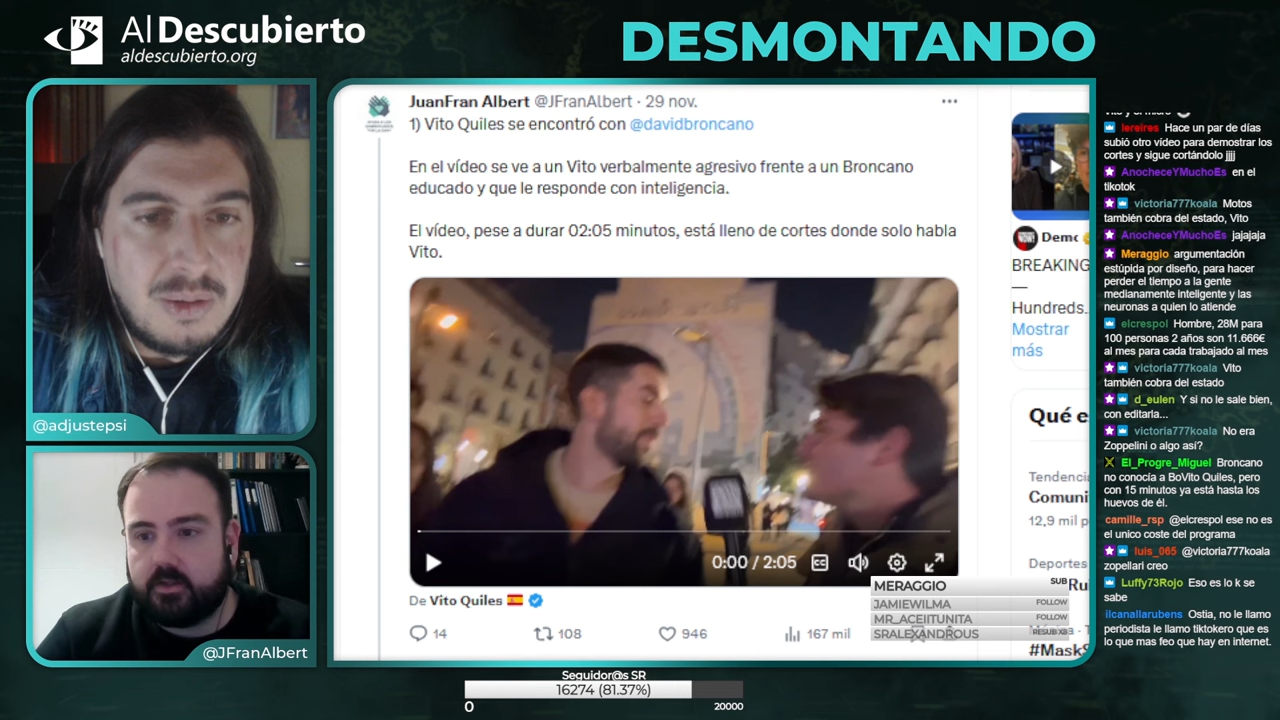 Al Descubierto
aldescubierto.org
DESMONTANDO
@adjustepsi
@JFranAlbert
JuanFran Albert @JFranAlbert · 29 nov.
1) Vito Quiles se encontró con @davidbroncano
En el vídeo se ve a un Vito verbalmente agresivo frente a un Broncano
educado y que le responde con inteligencia.
El vídeo, pese a durar 02:05 minutos, está lleno de cortes donde solo habla
Vito.
0:00 / 2:05
De Vito Quiles
14
108
946
167 mil
BREAKING
—
Hundreds..
Mostrar
más
Qué e
Tendencia
Comuni
12,9 mil p
Deportes
#Mask
MERAGGIO SUB
JAMIEWILMA FOLLOW
MR_ACEIITUNITA FOLLOW
SRALEXANDROUS RESUB X8
lereires Hace un par de días
subió otro vídeo para demostrar los
cortes y sigue cortándolo jjjj
AnocheceYMuchoEs en el
tikotok
victoria777koala Motos
también cobra del estado, Vito
AnocheceYMuchoEs jajajaja
Meraggio argumentación
estúpida por diseño, para hacer
perder el tiempo a la gente
medianamente inteligente y las
neuronas a quien lo atiende
elcrespol Hombre, 28M para
100 personas 2 años son 11.666€
al mes para cada trabajado al mes
victoria777koala Vito
también cobra del estado
d_eulen Y si no le sale bien,
con editarla...
victoria777koala No era
Zoppelini o algo asi?
El_Progre_Miguel Broncano
no conocía a BoVito Quiles, pero
con 15 minutos ya está hasta los
huevos de él.
camille_rsp @elcrespol ese no es
el unico coste del programa
luis_065 @victoria777koala
zopellari creo
Luffy73Rojo Eso es lo k se
sabe
ilcanallarubens Ostia, no le llamo
periodista le llamo tiktokero que es
lo que mas feo que hay en internet.
Seguidor@s SR
16274 (81.37%)
0
20000